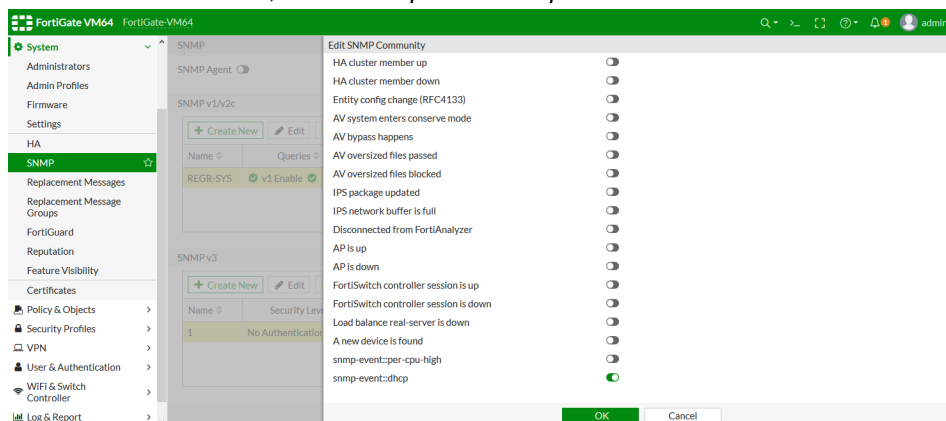 FortiGate VM64 FortiGate-VM64
admin
System
Administrators
Admin Profiles
Firmware
Settings
HA
SNMP
Replacement Messages
Replacement Message
Groups
FortiGuard
Reputation
Feature Visibility
Certificates
Policy & Objects
Security Profiles
VPN
User & Authentication
WiFi & Switch
Controller
Log & Report
SNMP
SNMP Agent
SNMP v1/v2c
+ Create New Edit
Name Queries
REGR-SYS v1 Enable
SNMP v3
+ Create New Edit
Name Security Leve
1 No Authentication
Edit SNMP Community
HA cluster member up
HA cluster member down
Entity config change (RFC4133)
AV system enters conserve mode
AV bypass happens
AV oversized files passed
AV oversized files blocked
IPS package updated
IPS network buffer is full
Disconnected from FortiAnalyzer
AP is up
AP is down
FortiSwitch controller session is up
FortiSwitch controller session is down
Load balance real-server is down
A new device is found
snmp-event::per-cpu-high
snmp-event::dhcp
OK Cancel